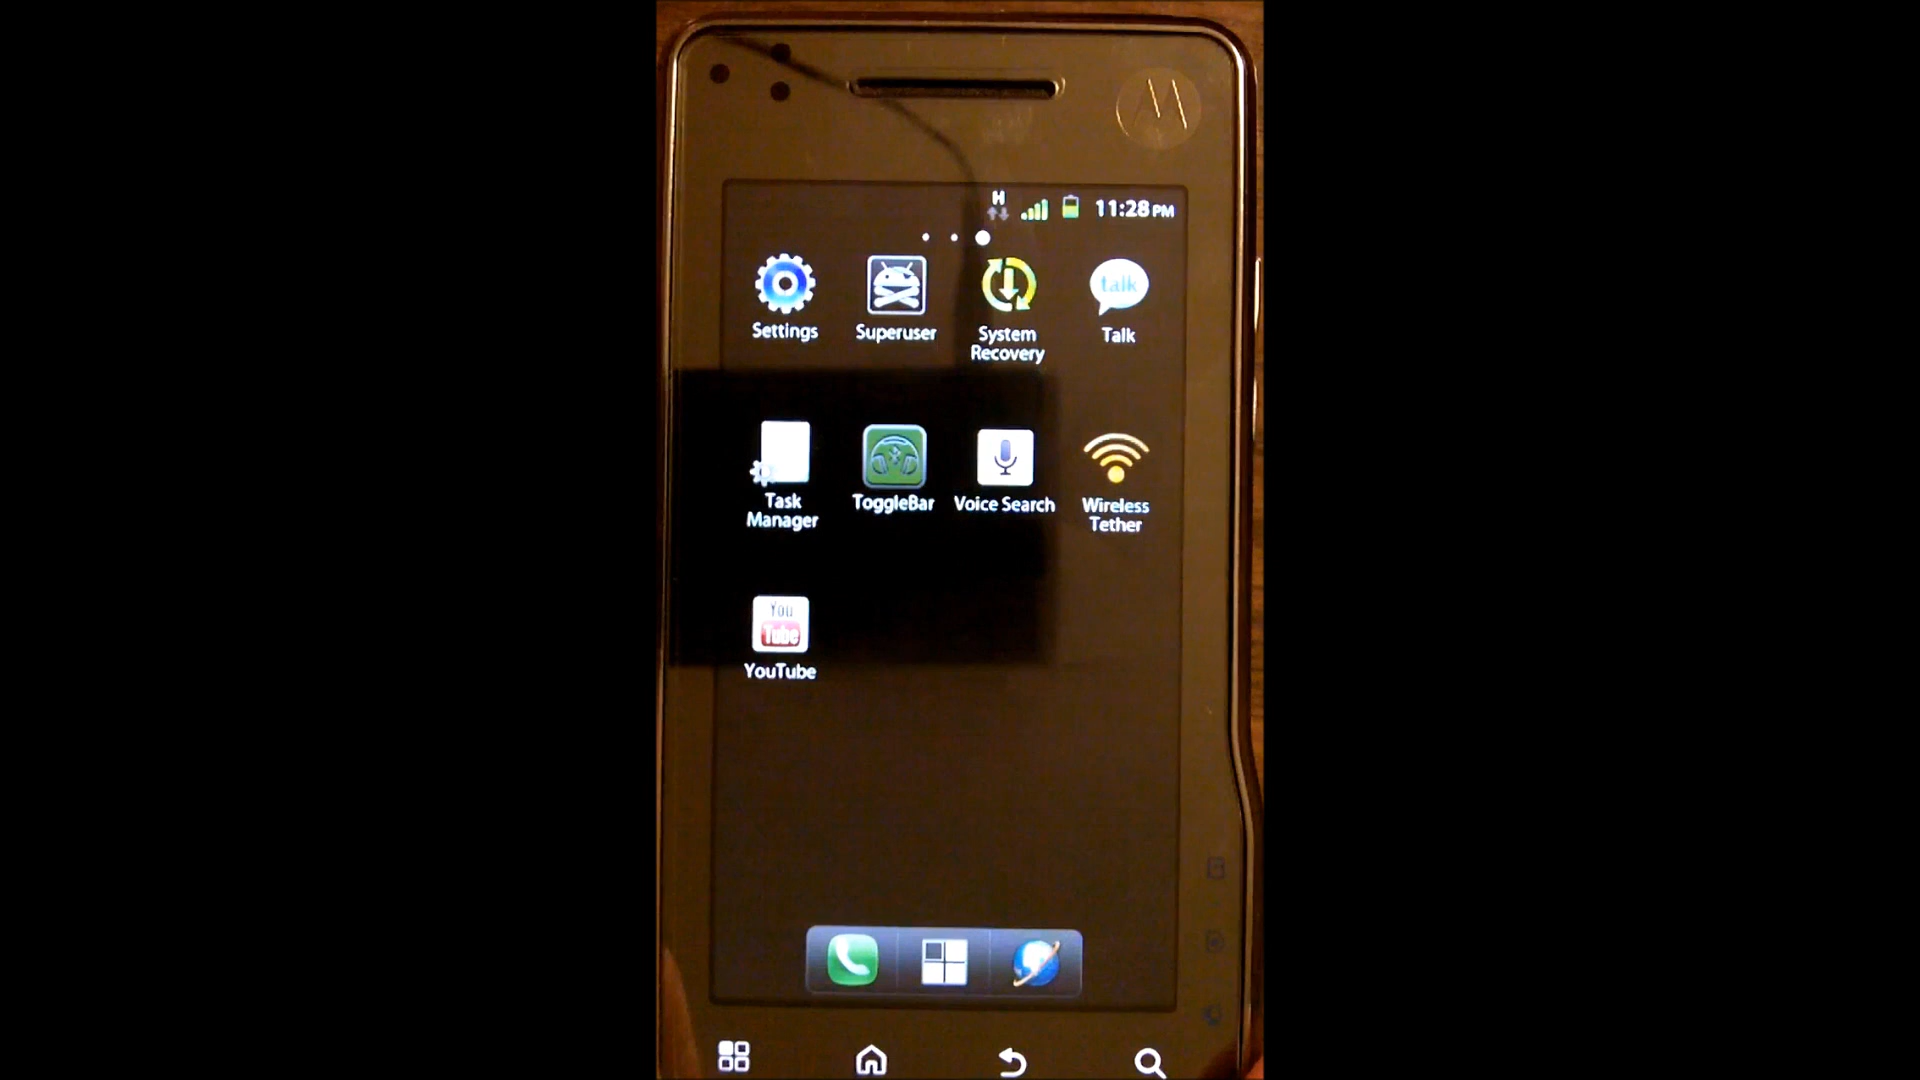 H
11:28 PM
Settings
Superuser
System
Recovery
talk
Talk
Task
Manager
ToggleBar
Voice Search
Wireless
Tether
You
Tube
YouTube